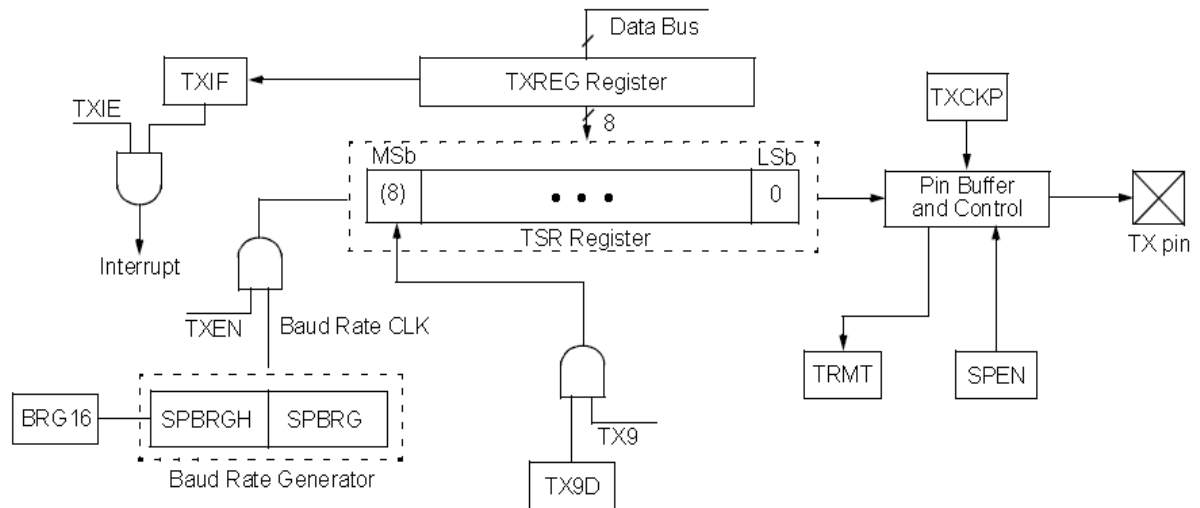 Data Bus
TXIF
TXREG Register
TXCKP
TXIE
8
MSb
LSb
(8)
• • •
0
Pin Buffer
and Control
TSR Register
TX pin
Interrupt
TXEN
Baud Rate CLK
TRMT
SPEN
BRG16
SPBRGH
SPBRG
TX9
Baud Rate Generator
TX9D